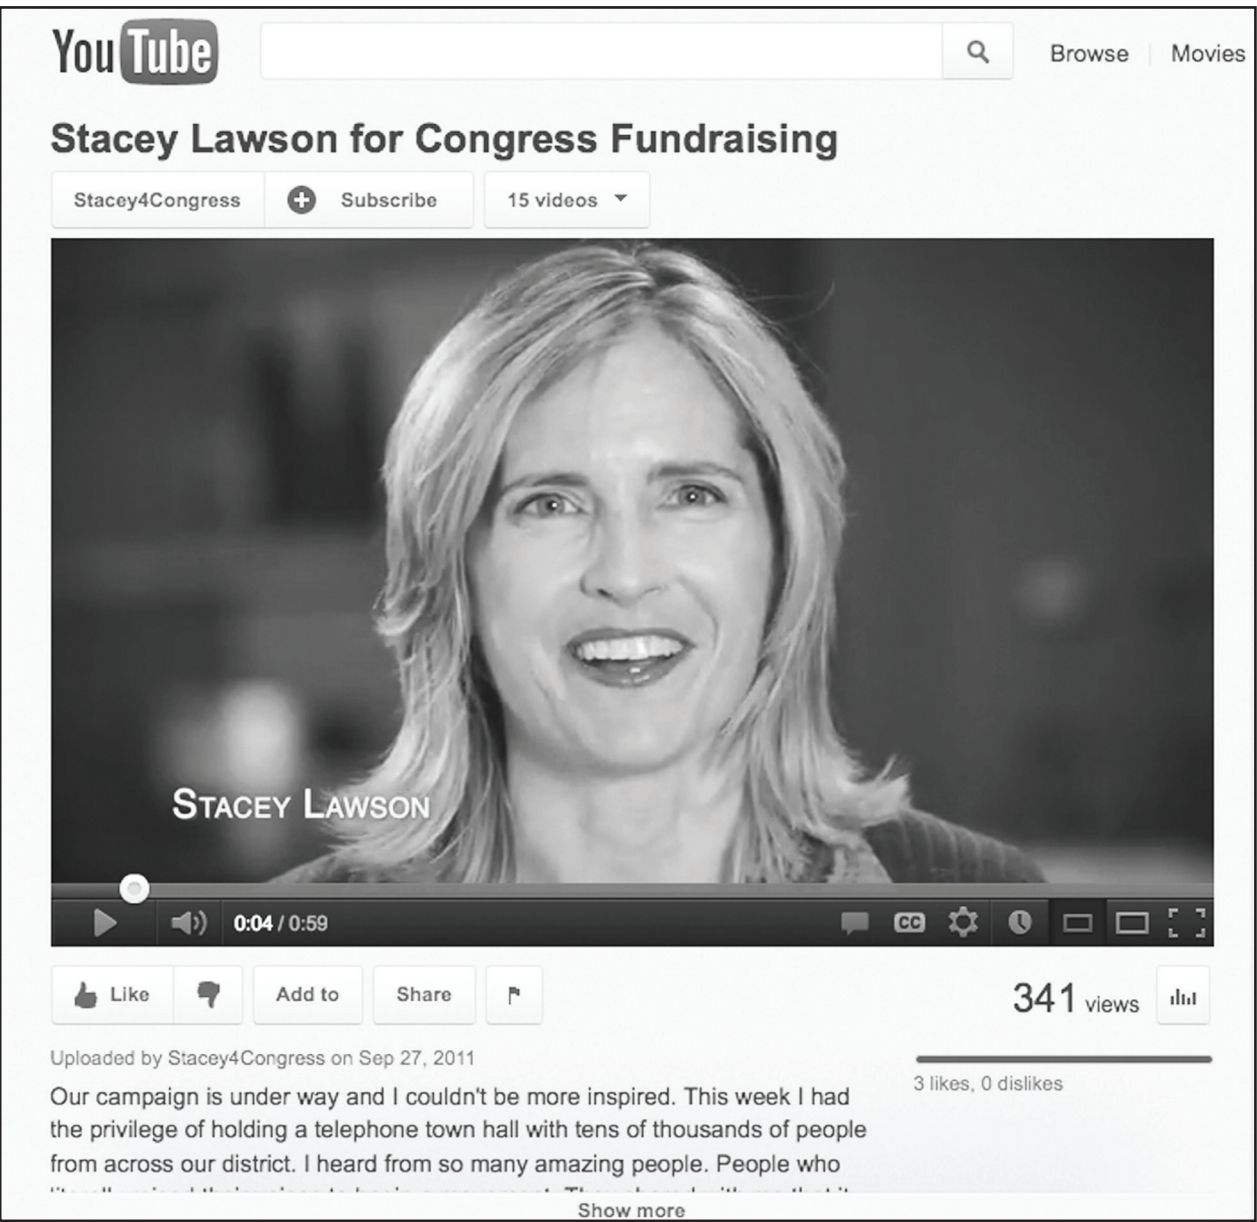 YouTube
Browse
Movies
Stacey Lawson for Congress Fundraising
Stacey4Congress
Subscribe
15 videos
STACEY LAWSON
0:04 / 0:59
CC
Like
Add to
Share
341 views
Uploaded by Stacey4Congress on Sep 27, 2011
3 likes, 0 dislikes
Our campaign is under way and I couldn't be more inspired. This week I had
the privilege of holding a telephone town hall with tens of thousands of people
from across our district. I heard from so many amazing people. People who
Show more